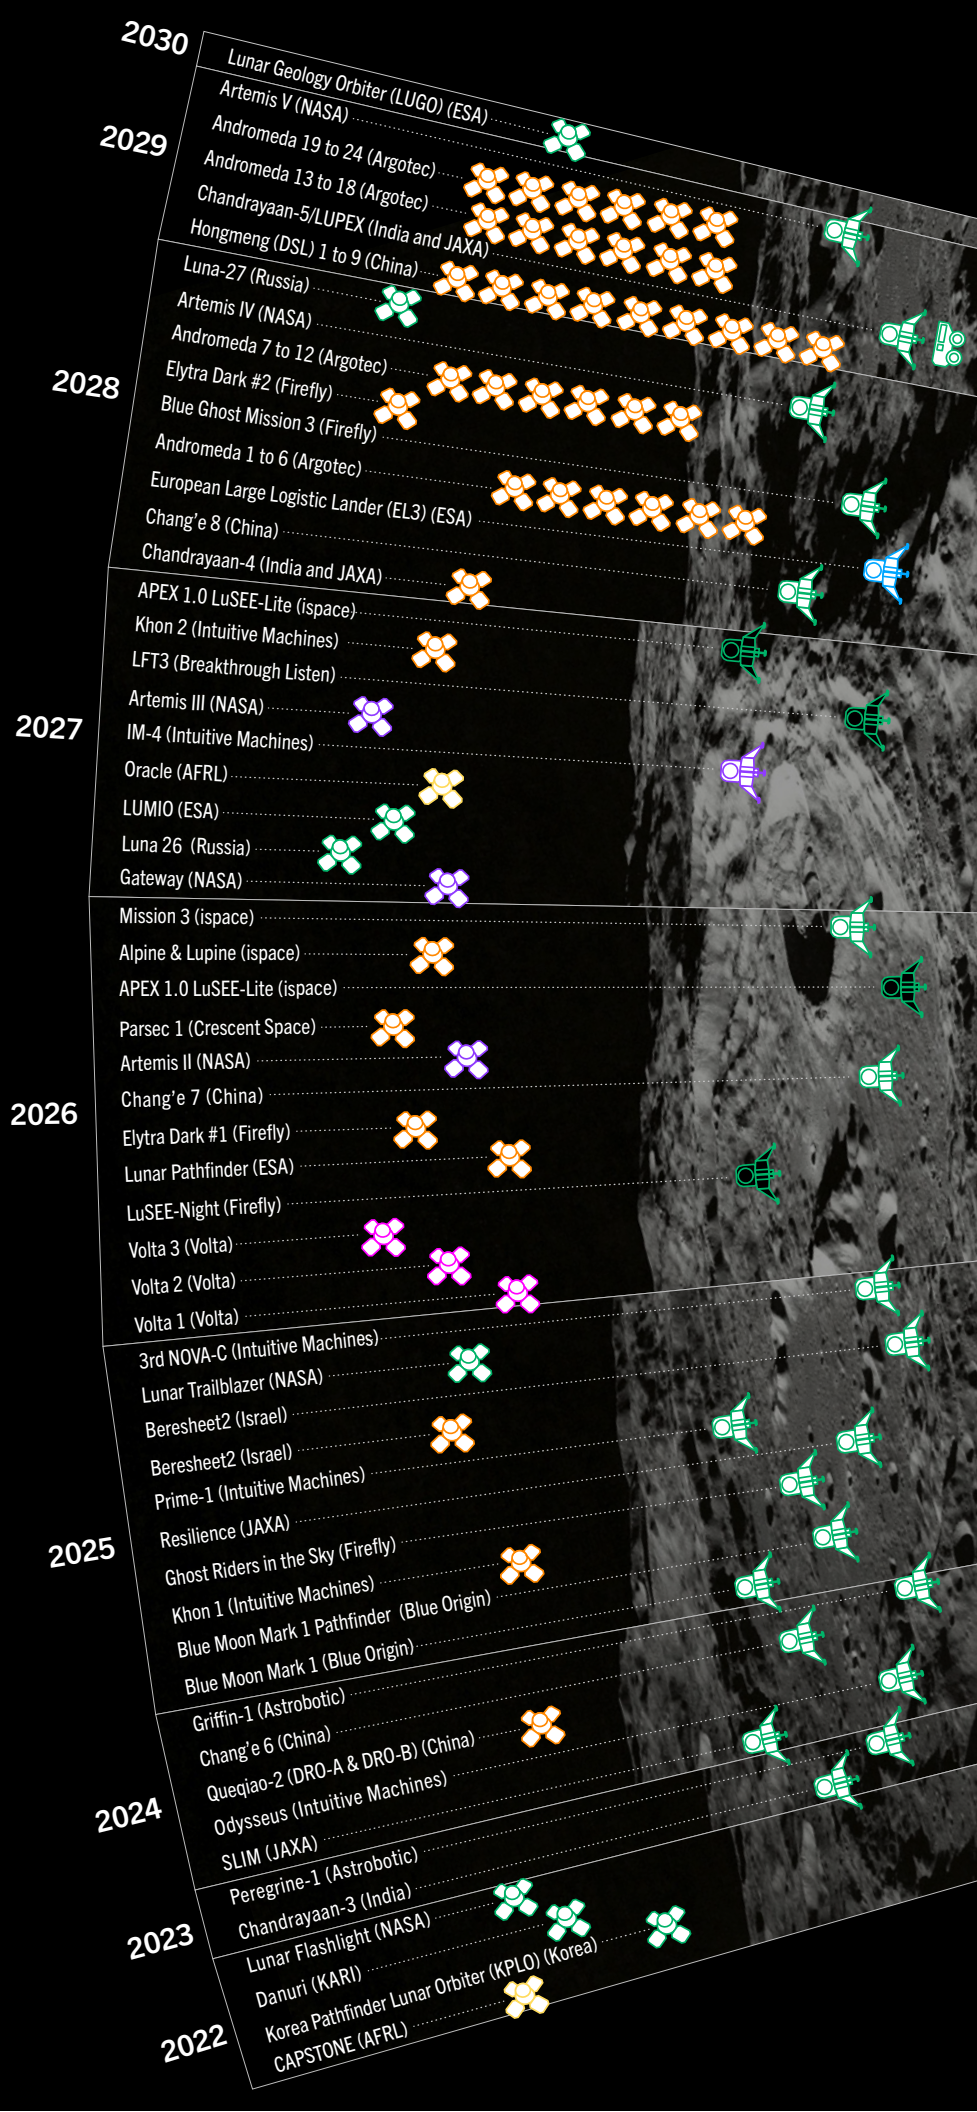 2030
Lunar Geology Orbiter (LUGO) (ESA)
2029
Artemis V (NASA)
Andromeda 19 to 24 (Argotec)
Andromeda 13 to 18 (Argotec)
Chandrayaan-5/LUPEX (India and JAXA)
Hongmeng (DSL) 1 to 9 (China)
2028
Luna-27 (Russia)
Artemis IV (NASA)
Andromeda 7 to 12 (Argotec)
Elytra Dark #2 (Firefly)
Blue Ghost Mission 3 (Firefly)
Andromeda 1 to 6 (Argotec)
European Large Logistic Lander (EL3) (ESA)
Chang'e 8 (China)
Chandrayaan-4 (India and JAXA)
2027
APEX 1.0 LuSEE-Lite (ispace)
Khon 2 (Intuitive Machines)
LFT3 (Breakthrough Listen)
Artemis III (NASA)
IM-4 (Intuitive Machines)
Oracle (AFRL)
LUMIO (ESA)
Luna 26 (Russia)
Gateway (NASA)
2026
Mission 3 (ispace)
Alpine & Lupine (ispace)
APEX 1.0 LuSEE-Lite (ispace)
Parsec 1 (Crescent Space)
Artemis II (NASA)
Chang'e 7 (China)
Elytra Dark #1 (Firefly)
Lunar Pathfinder (ESA)
LuSEE-Night (Firefly)
Volta 3 (Volta)
Volta 2 (Volta)
Volta 1 (Volta)
2025
3rd NOVA-C (Intuitive Machines)
Lunar Trailblazer (NASA)
Beresheet2 (Israel)
Beresheet2 (Israel)
Prime-1 (Intuitive Machines)
Resilience (JAXA)
Ghost Riders in the Sky (Firefly)
Khon 1 (Intuitive Machines)
Blue Moon Mark 1 Pathfinder (Blue Origin)
Blue Moon Mark 1 (Blue Origin)
2024
Griffin-1 (Astrobotic)
Chang'e 6 (China)
Queqiao-2 (DRO-A & DRO-B) (China)
Odysseus (Intuitive Machines)
SLIM (JAXA)
2023
Peregrine-1 (Astrobotic)
Chandrayaan-3 (India)
2022
Lunar Flashlight (NASA)
Danuri (KARI)
Korea Pathfinder Lunar Orbiter (KPLO) (Korea)
CAPSTONE (AFRL)